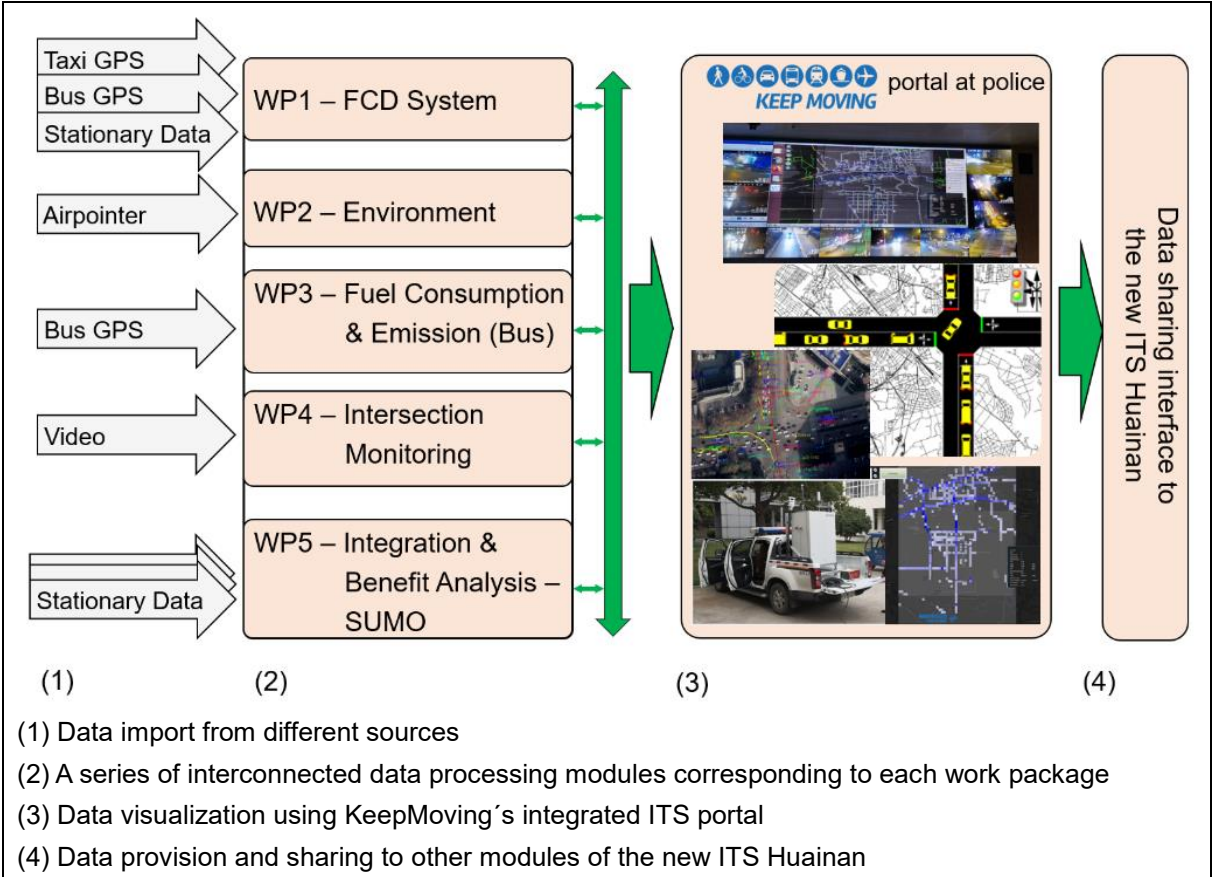 Taxi GPS
Bus GPS
Stationary Data
Airpointer
Bus GPS
Video
Stationary Data
WP1 – FCD System
WP2 – Environment
WP3 – Fuel Consumption
& Emission (Bus)
WP4 – Intersection
Monitoring
WP5 – Integration &
Benefit Analysis –
SUMO
KEEP MOVING
portal at police
Data sharing interface to
the new ITS Huainan
(1)
(2)
(3)
(4)
(1) Data import from different sources
(2) A series of interconnected data processing modules corresponding to each work package
(3) Data visualization using KeepMoving´s integrated ITS portal
(4) Data provision and sharing to other modules of the new ITS Huainan